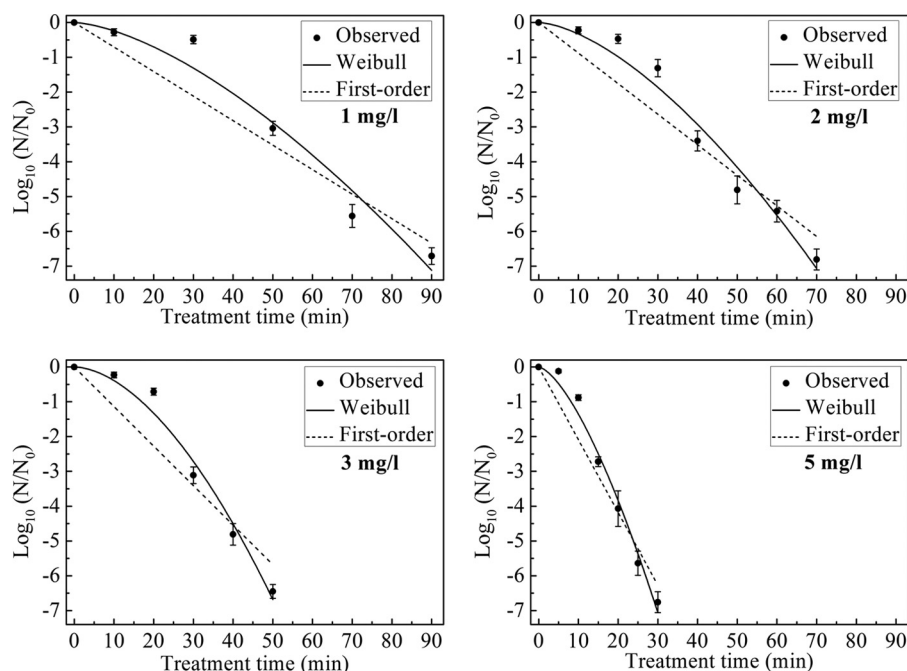 Log10 (N/N0)
0
-1
-2
-3
-4
-5
-6
-7
Observed
Weibull
First-order
1 mg/l
0 10 20 30 40 50 60 70 80 90
Treatment time (min)
Log10 (N/N0)
0
-1
-2
-3
-4
-5
-6
-7
Observed
Weibull
First-order
2 mg/l
0 10 20 30 40 50 60 70 80 90
Treatment time (min)
Log10 (N/N0)
0
-1
-2
-3
-4
-5
-6
-7
Observed
Weibull
First-order
3 mg/l
0 10 20 30 40 50 60 70 80 90
Treatment time (min)
Log10 (N/N0)
0
-1
-2
-3
-4
-5
-6
-7
Observed
Weibull
First-order
5 mg/l
0 10 20 30 40 50 60 70 80 90
Treatment time (min)